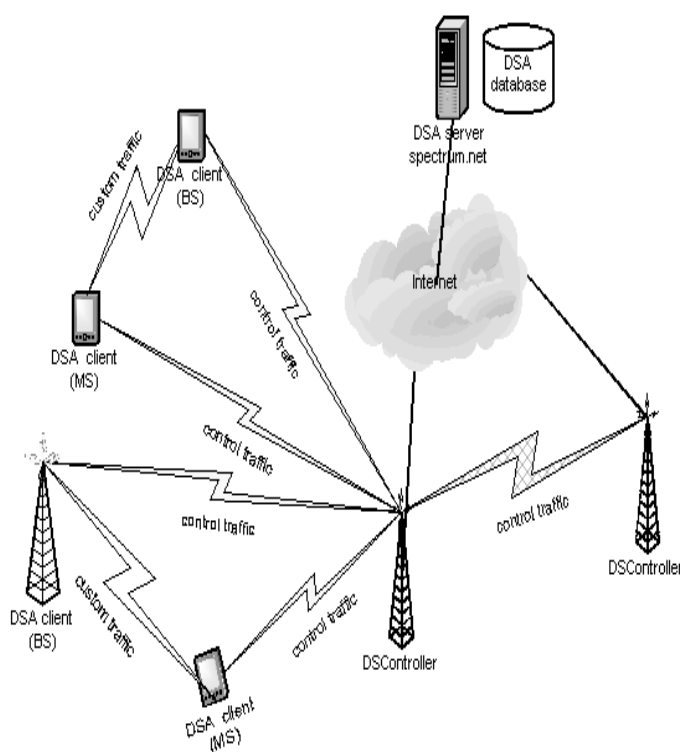 DSA
database
DSA server
spectrum.net
custom traffic
DSA client
(BS)
Internet
control traffic
DSA client
(MS)
control traffic
control traffic
control traffic
DSController
DSA client
(BS)
custom traffic
control traffic
DSController
DSA client
(MS)